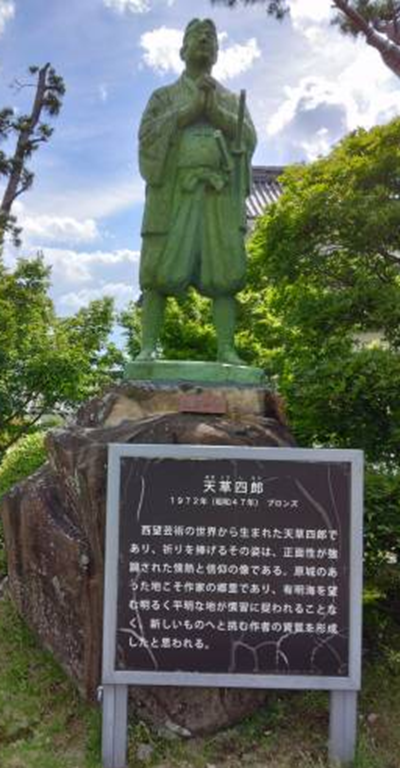 天草四郎
1972年(昭和47年) ブロンズ
西望芸術の世界から生まれた天草四郎で
あり、祈りを捧げるその姿は、正面性が強
調された情熱と信仰の像である。原城のあ
った地こそ作家の郷里であり、有明海を望
む明るく平明な地が慣習に捉われることな
く、新しいものへと挑む作者の資質を形成
したと思われる。